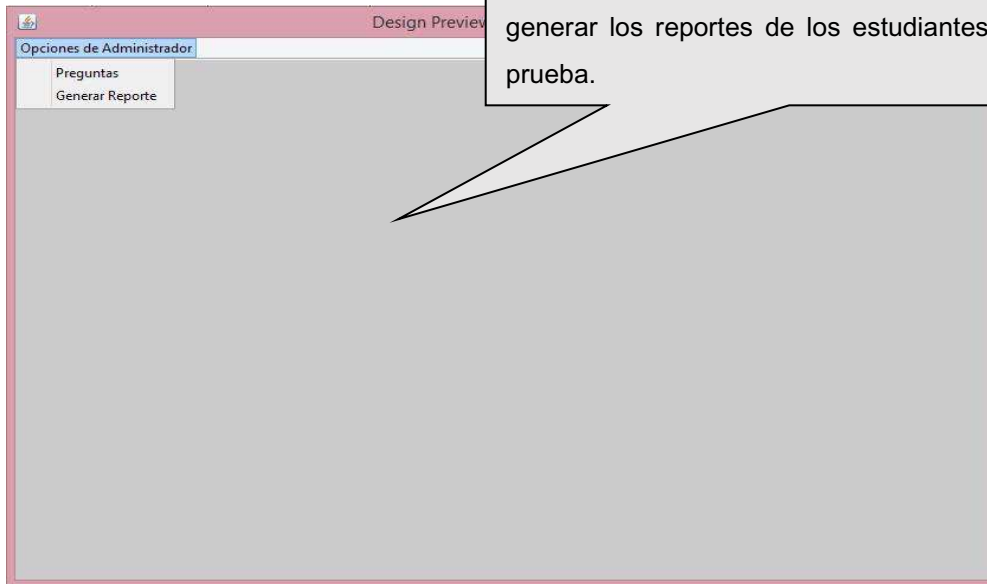 Design Preview
generar los reportes de los estudiantes
prueba.
Opciones de Administrador
Preguntas
Generar Reporte